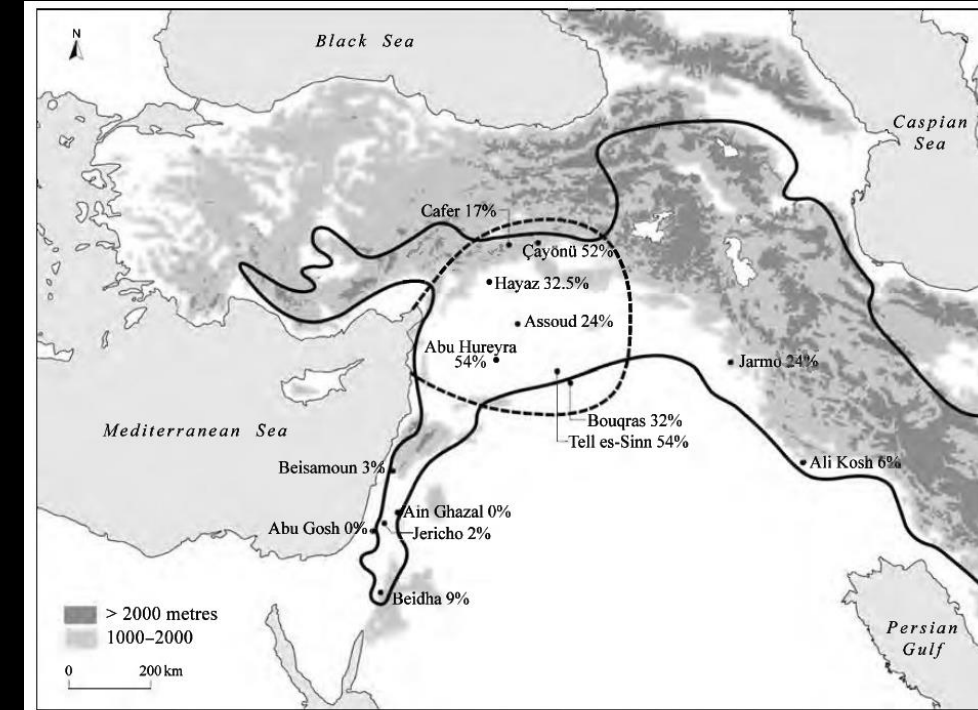 N
Black Sea
Caspian
Sea
Cafer 17%
Çayönü 52%
Hayaz 32.5%
Assoud 24%
Abu Hureyra
54%
Jarmo 24%
Bouqras 32%
Tell es-Sinn 54%
Mediterranean Sea
Beisamoun 3%
Ali Kosh 6%
Ain Ghazal 0%
Abu Gosh 0%
Jericho 2%
Beidha 9%
> 2000 metres
1000–2000
0 200 km
Persian
Gulf